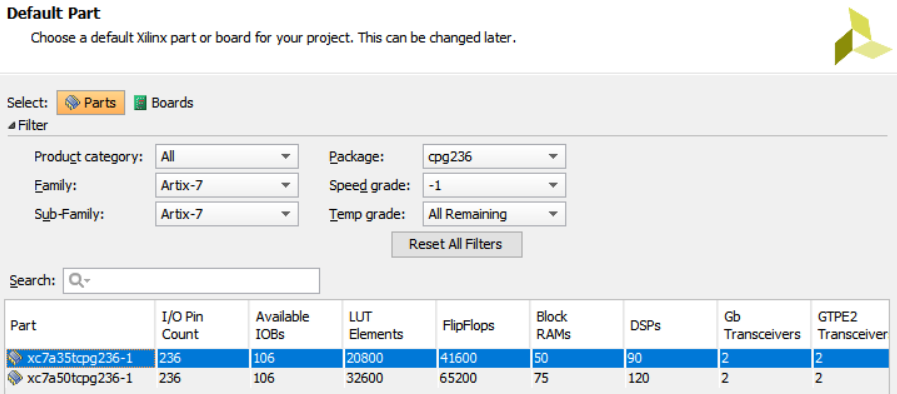 Default Part
Choose a default Xilinx part or board for your project. This can be changed later.
Select: Parts Boards
Filter
Product category: All Package: cpg236
Family: Artix-7 Speed grade: -1
Sub-Family: Artix-7 Temp grade: All Remaining
Reset All Filters
Search:
Part I/O Pin Count Available IOBs LUT Elements FlipFlops Block RAMs DSPs Gb Transceivers GTPE2 Transceiver
xc7a35tcpg236-1 236 106 20800 41600 50 90 2 2
xc7a50tcpg236-1 236 106 32600 65200 75 120 2 2